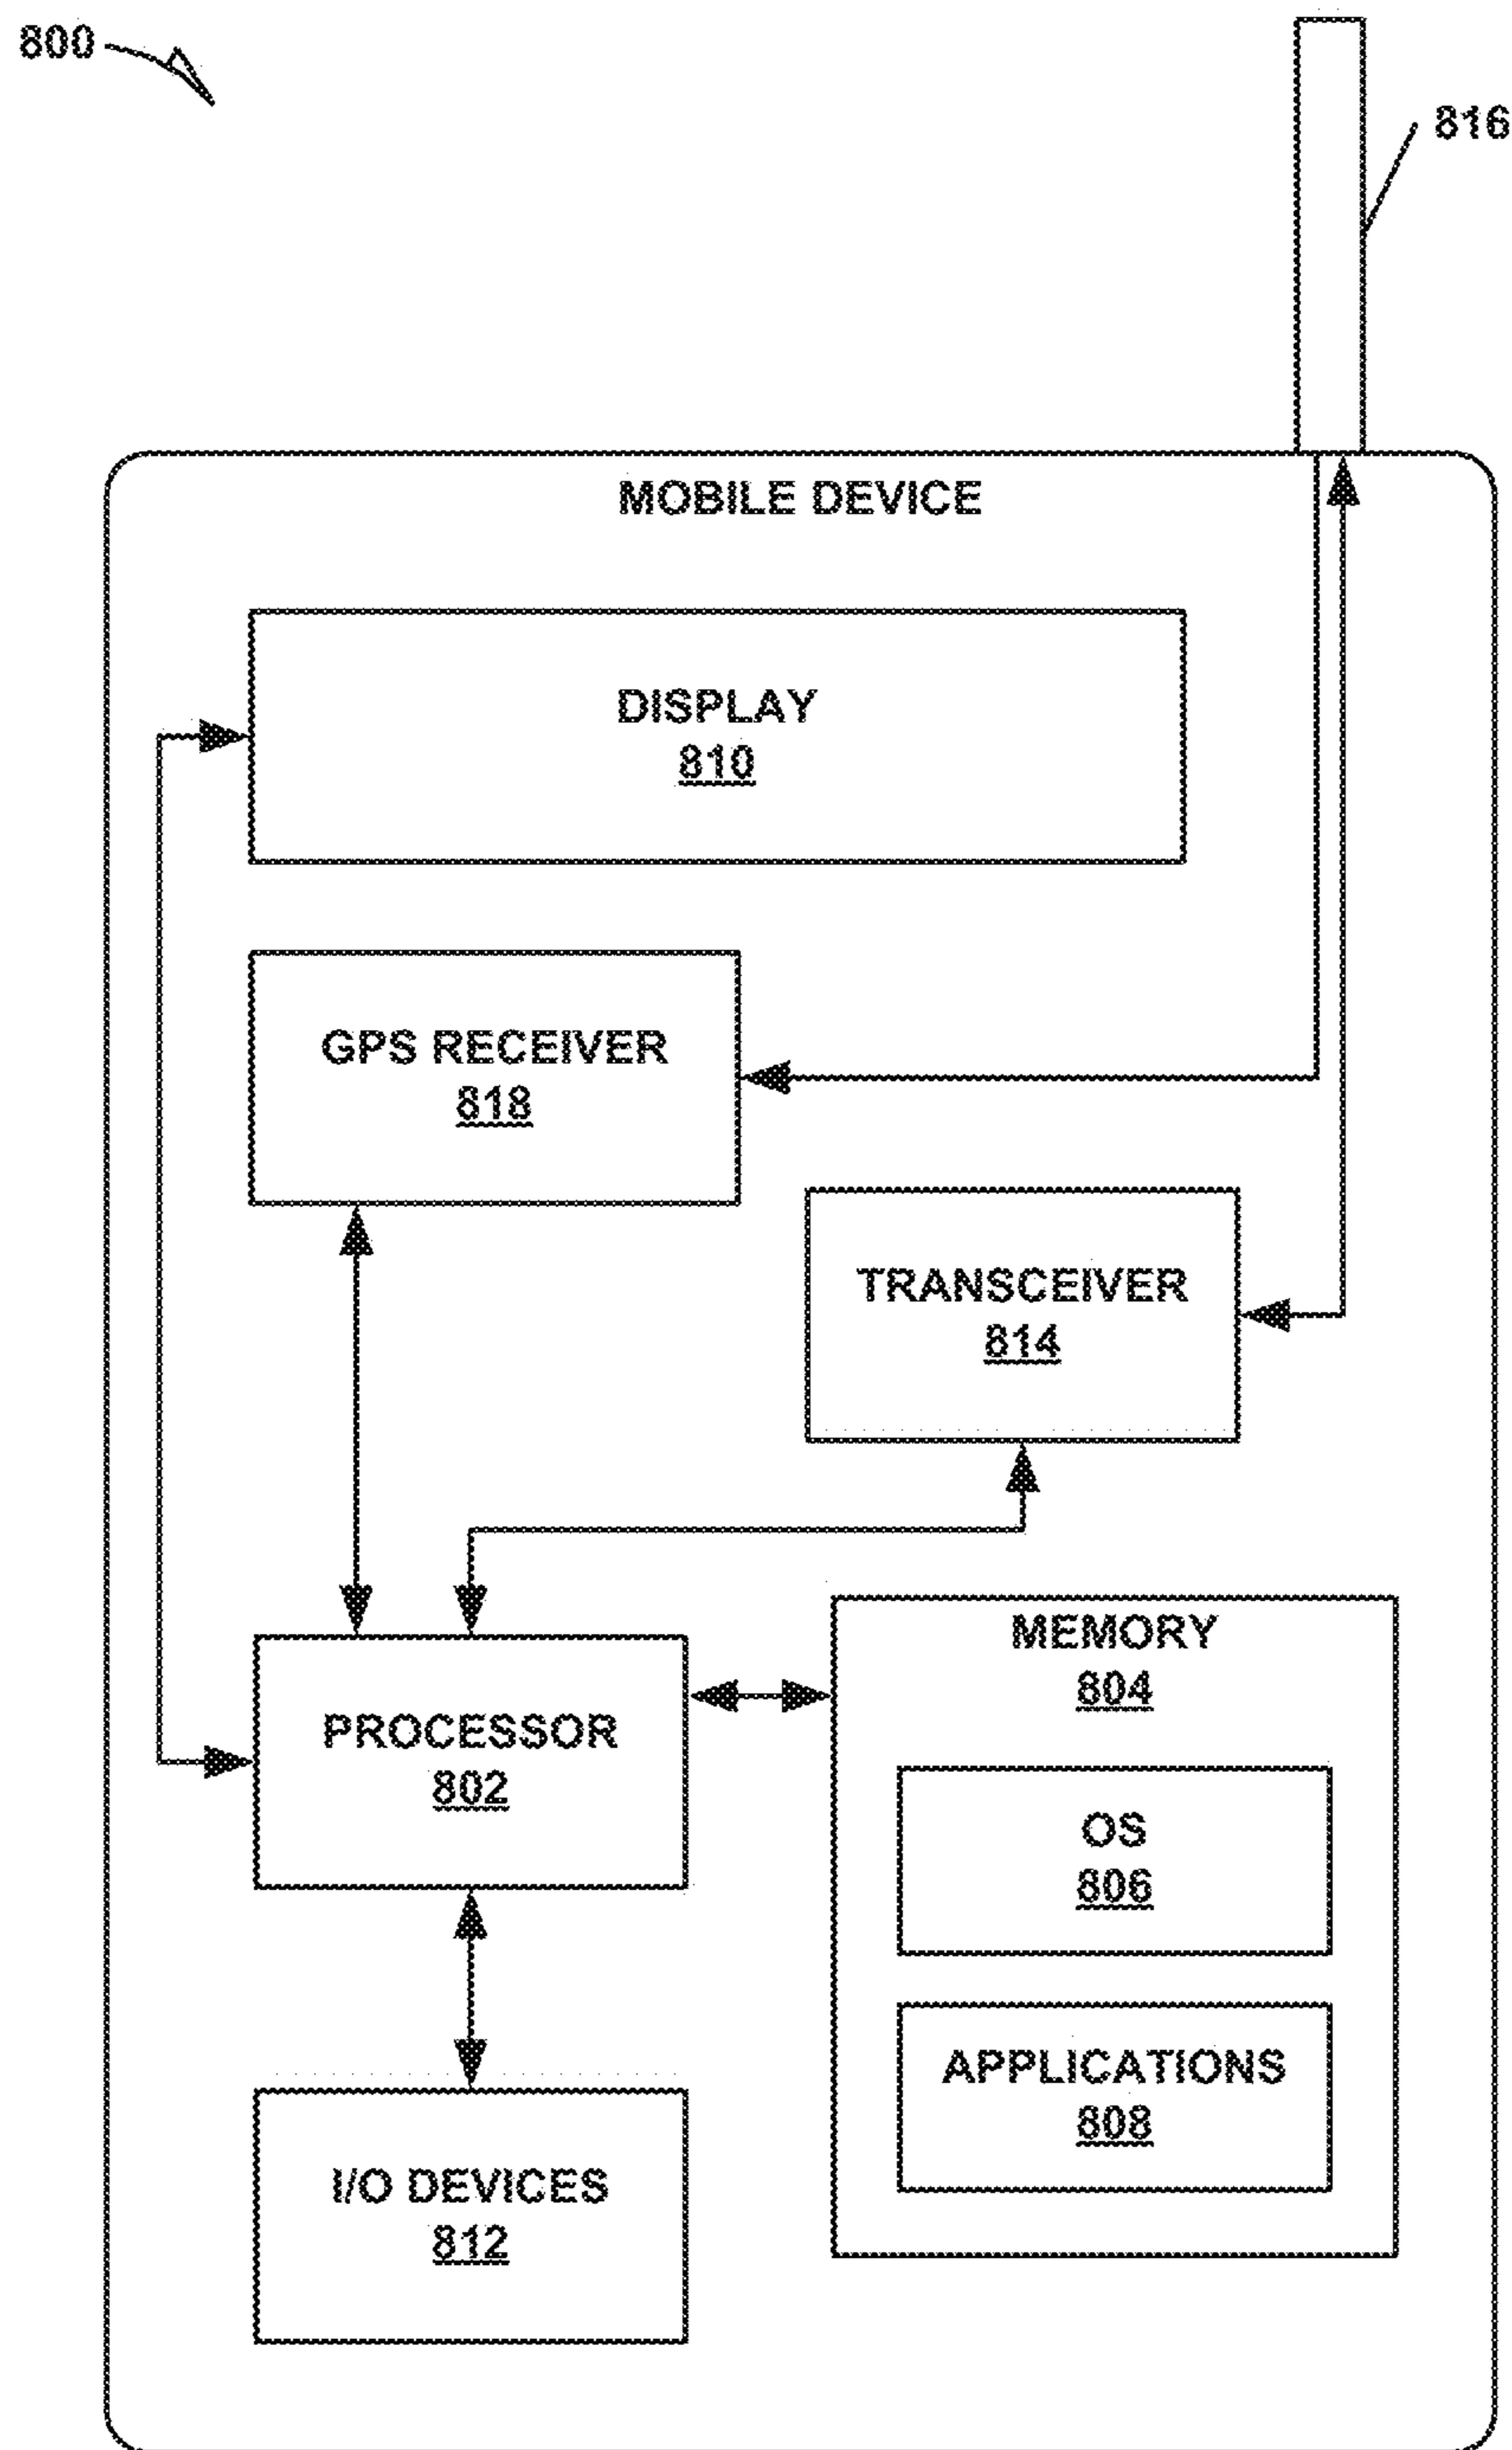 800
816
MOBILE DEVICE
DISPLAY
810
GPS RECEIVER
818
TRANSCEIVER
814
MEMORY
804
PROCESSOR
802
OS
806
APPLICATIONS
808
I/O DEVICES
812